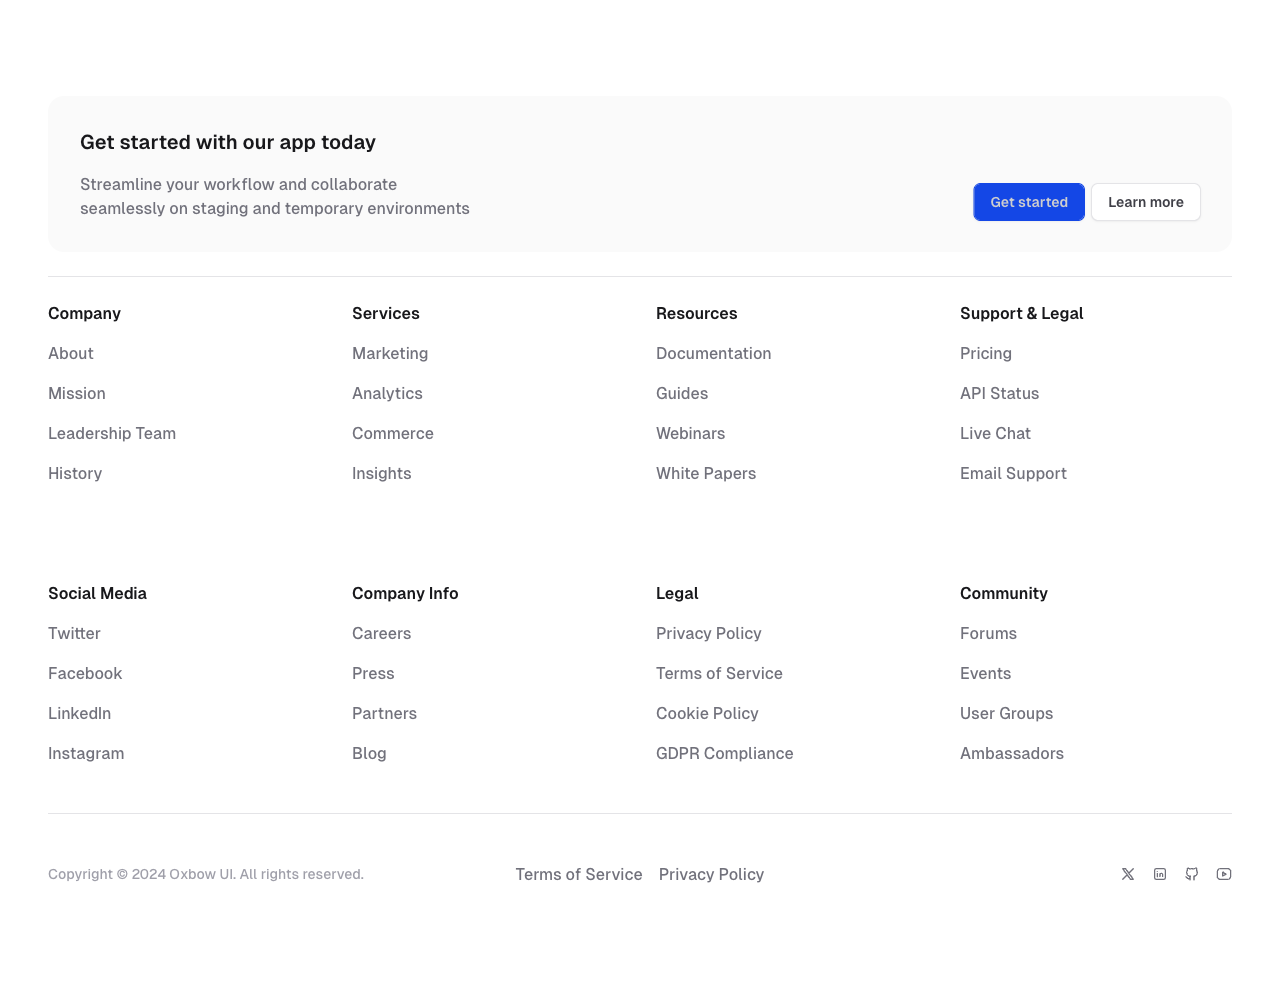 Get started with our app today
Streamline your workflow and collaborate
seamlessly on staging and temporary environments
Get started
Learn more
Company
About
Mission
Leadership Team
History
Services
Marketing
Analytics
Commerce
Insights
Resources
Documentation
Guides
Webinars
White Papers
Support & Legal
Pricing
API Status
Live Chat
Email Support
Social Media
Twitter
Facebook
LinkedIn
Instagram
Company Info
Careers
Press
Partners
Blog
Legal
Privacy Policy
Terms of Service
Cookie Policy
GDPR Compliance
Community
Forums
Events
User Groups
Ambassadors
Copyright © 2024 Oxbow UI. All rights reserved.
Terms of Service
Privacy Policy